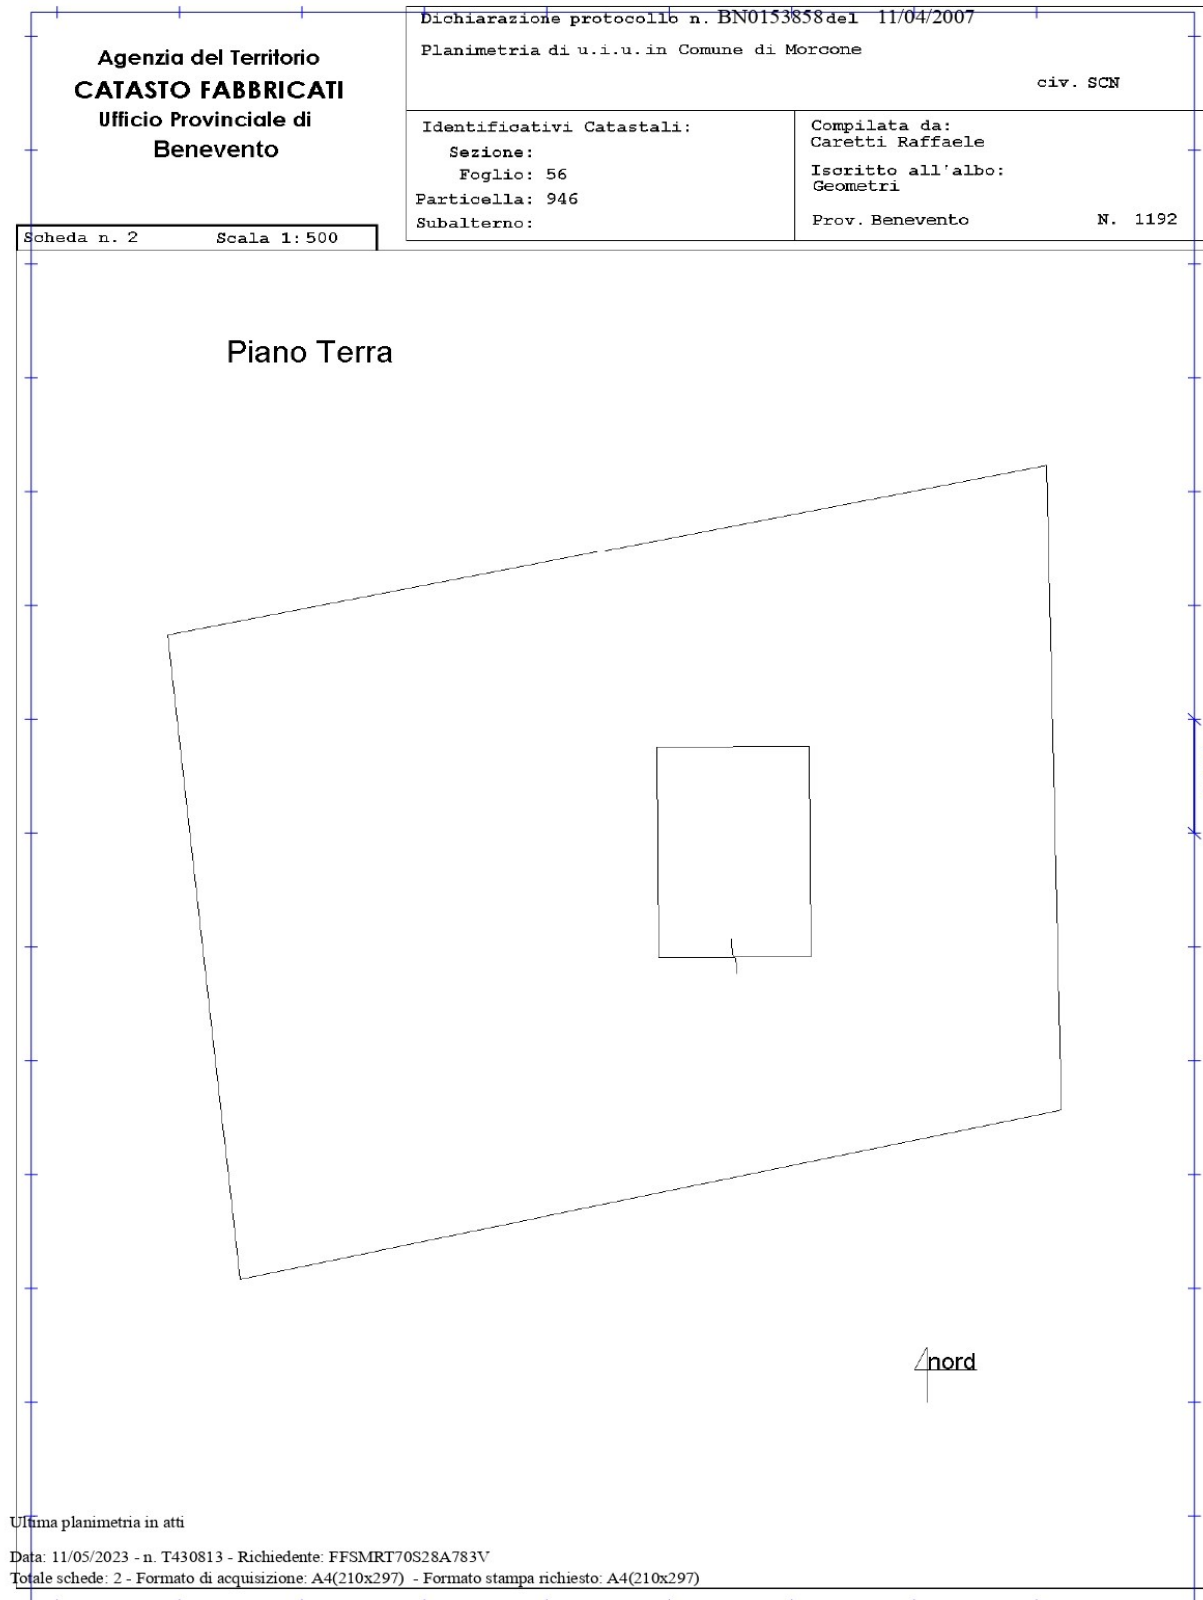 Agenzia del Territorio
CATASTO FABBRICATI
Ufficio Provinciale di
Benevento
Dichiarazione protocollo n. BN0153858 del 11/04/2007
Planimetria di u.i.u. in Comune di Morcone
civ. SCN
Identificativi Catastali:
Sezione:
Foglio: 56
Particella: 946
Subalterno:
Compilata da:
Caretti Raffaele
Iscritto all'albo:
Geometri
Prov. Benevento N. 1192
Scheda n. 2 Scala 1:500
Piano Terra
nord
Ultima planimetria in atti
Data: 11/05/2023 - n. T430813 - Richiedente: FFSMRT70S28A783V
Totale schede: 2 - Formato di acquisizione: A4(210x297) - Formato stampa richiesto: A4(210x297)